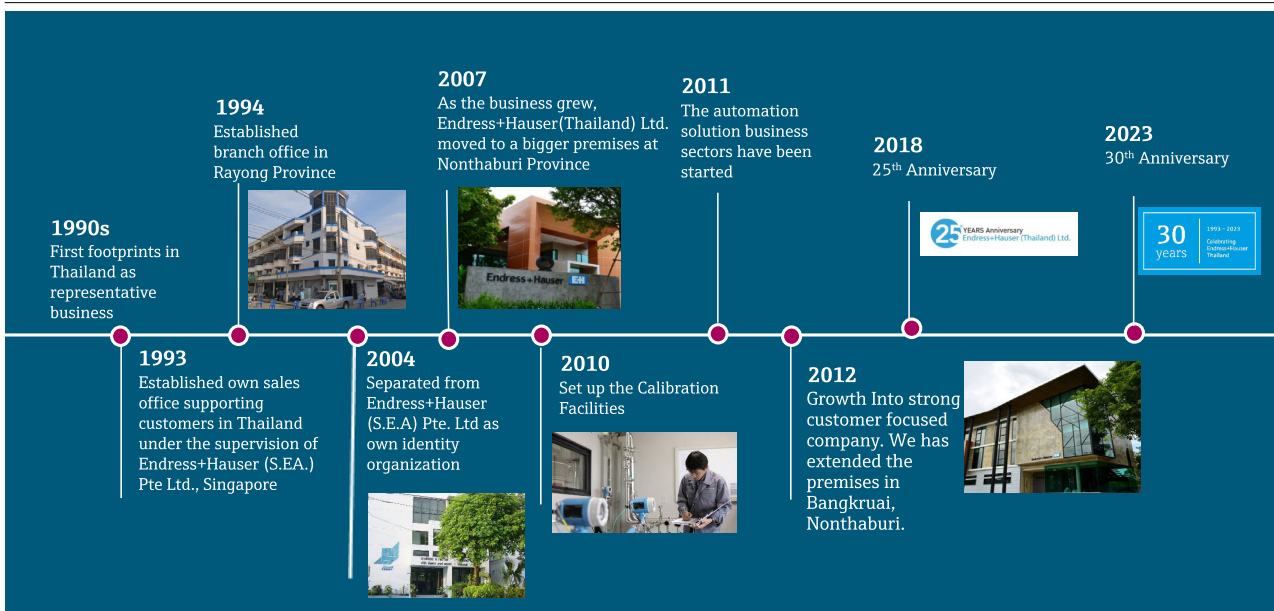 1990s
First footprints in
Thailand as
representative
business
1993
Established own sales
office supporting
customers in Thailand
under the supervision of
Endress+Hauser (S.EA.)
Pte Ltd., Singapore
1994
Established
branch office in
Rayong Province
2004
Separated from
Endress+Hauser
(S.E.A) Pte. Ltd as
own identity
organization
2007
As the business grew,
Endress+Hauser(Thailand) Ltd.
moved to a bigger premises at
Nonthaburi Province
Endress+Hauser EH
2010
Set up the Calibration
Facilities
2011
The automation
solution business
sectors have been
started
2012
Growth Into strong
customer focused
company. We has
extended the
premises in
Bangkruai,
Nonthaburi.
2018
25th Anniversary
25 YEARS Anniversary
Endress+Hauser (Thailand) Ltd.
2023
30th Anniversary
30
years
1993 – 2023
Celebrating
Endress+Hauser
Thailand